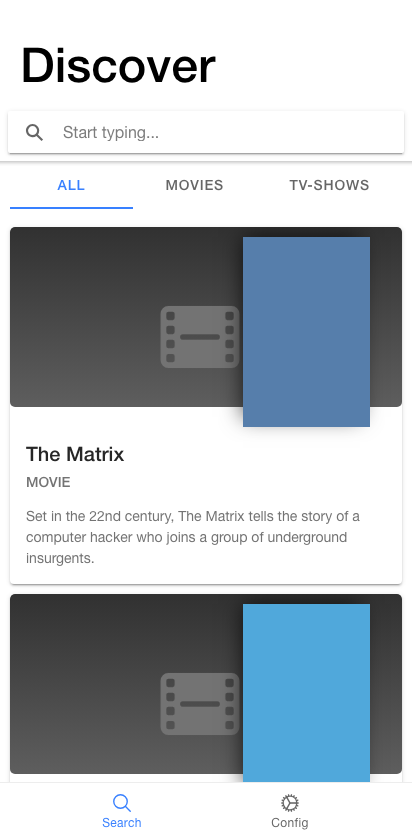 Discover
Start typing...
ALL MOVIES TV-SHOWS
The Matrix
MOVIE
Set in the 22nd century, The Matrix tells the story of a
computer hacker who joins a group of underground
insurgents.
Search Config